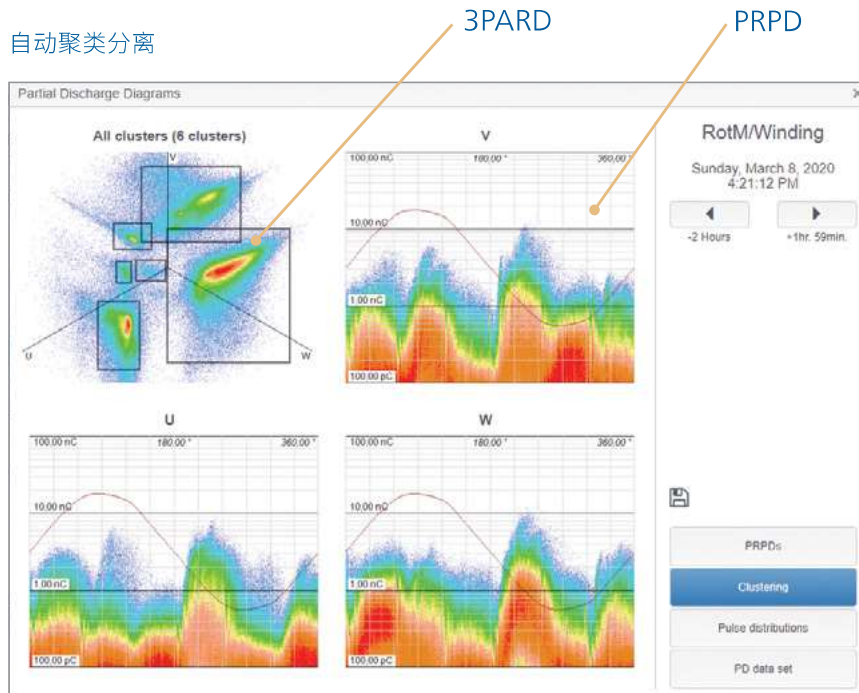 3PARD
PRPD
自动聚类分离
Partial Discharge Diagrams
×
All clusters (6 clusters)
V
U
W
V
100,00 nC
180,00 °
360,00 °
10,00 nC
1,00 nC
100,00 pC
RotM/Winding
Sunday, March 8, 2020
4:21:12 PM
-2 Hours
+1hr. 59min.
U
100,00 nC
180,00 °
360,00 °
10,00 nC
1,00 nC
100,00 pC
W
100,00 nC
180,00 °
360,00 °
10,00 nC
1,00 nC
100,00 pC
PRPDs
Clustering
Pulse distributions
PD data set